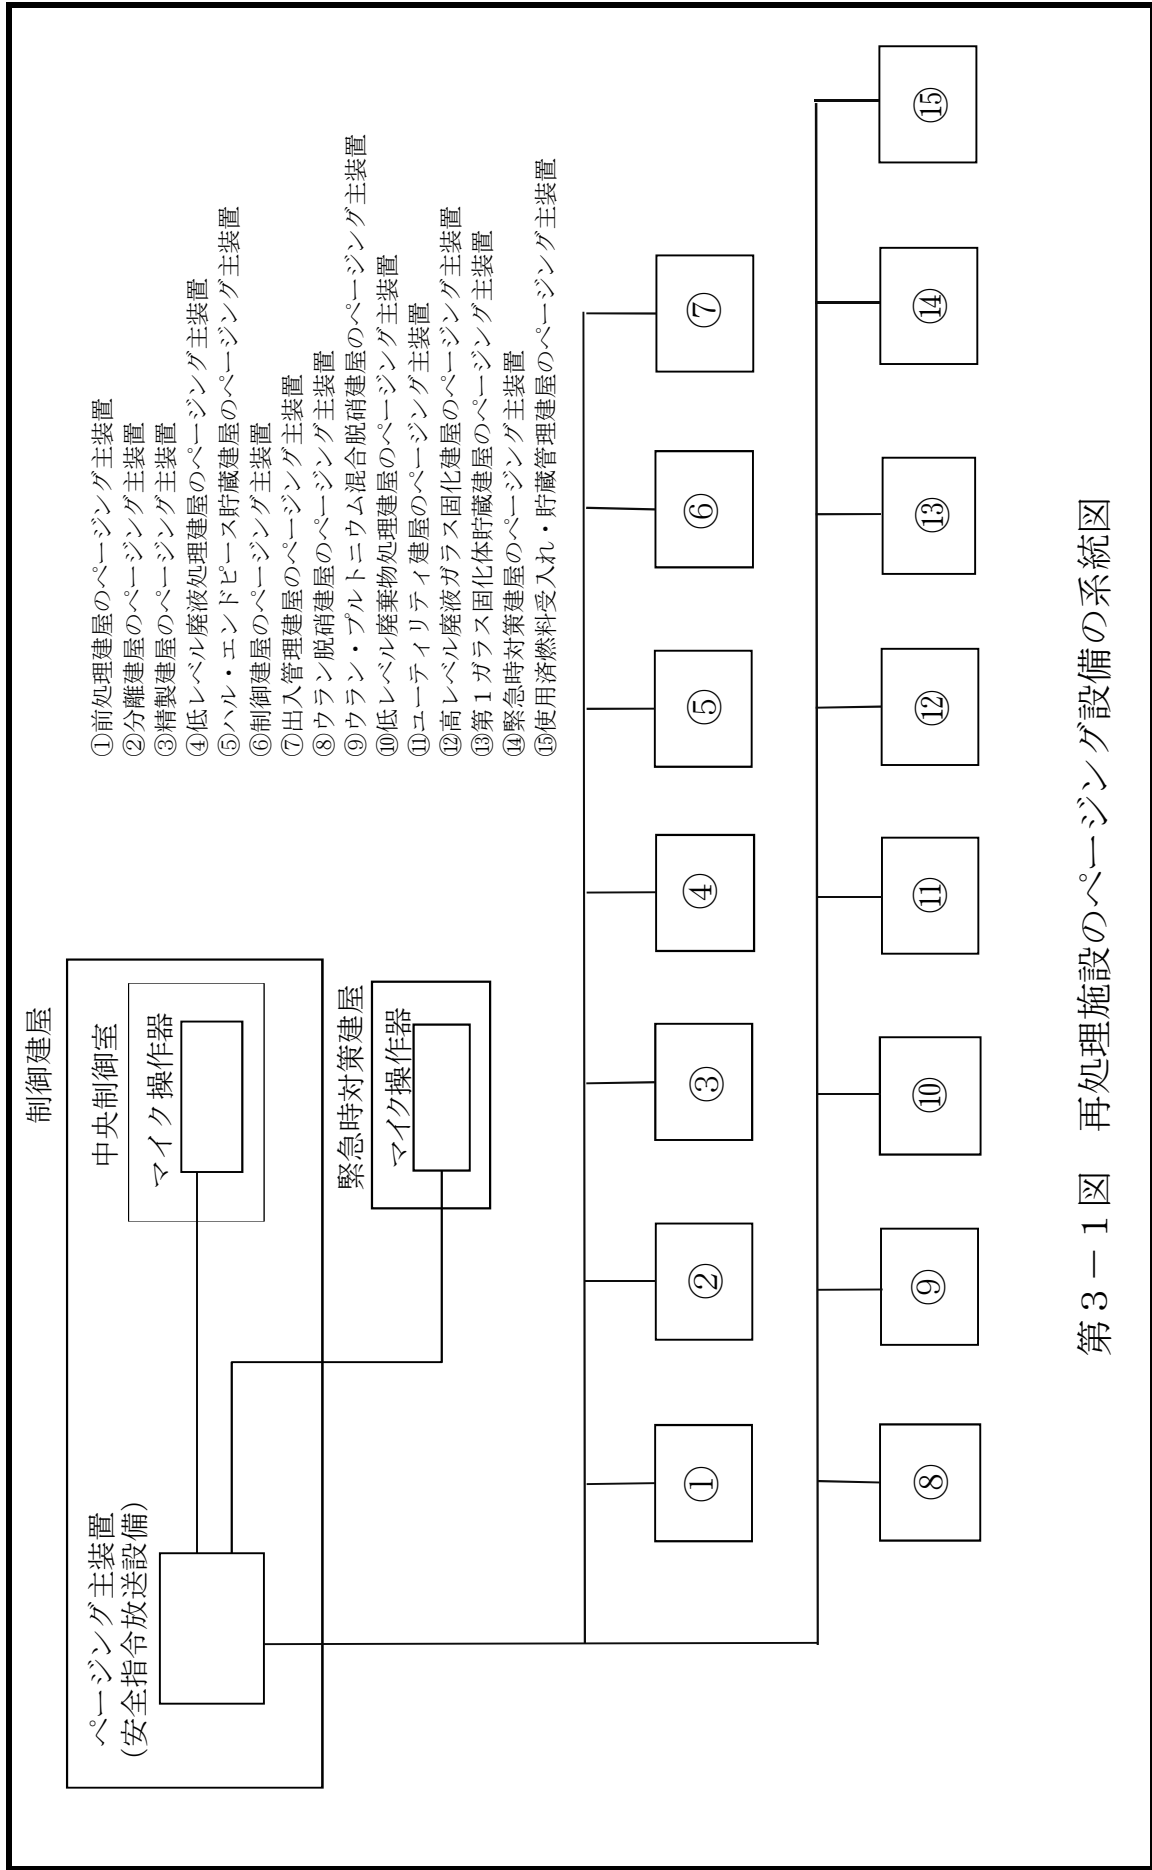 制御建屋
ページング主装置
(安全指令放送設備)
中央制御室
マイク操作器
緊急時対策建屋
マイク操作器
①前処理建屋のページング主装置
②分離建屋のページング主装置
③精製建屋のページング主装置
④低レベル廃液処理建屋のページング主装置
⑤ハル・エンドピース貯蔵建屋のページング主装置
⑥制御建屋のページング主装置
⑦出入管理建屋のページング主装置
⑧ウラン脱硝建屋のページング主装置
⑨ウラン・プルトニウム混合脱硝建屋のページング主装置
⑩低レベル廃棄物処理建屋のページング主装置
⑪ユーティリティ建屋のページング主装置
⑫高レベル廃液ガラス固化建屋のページング主装置
⑬第1ガラス固化体貯蔵建屋のページング主装置
⑭緊急時対策建屋のページング主装置
⑮使用済燃料受入れ・貯蔵管理建屋のページング主装置
①
②
③
④
⑤
⑥
⑦
⑧
⑨
⑩
⑪
⑫
⑬
⑭
⑮
第3-1図　再処理施設のページング設備の系統図